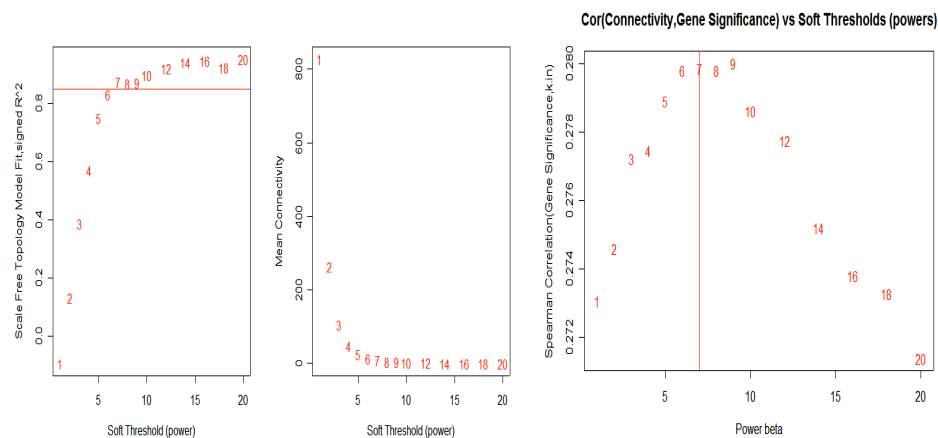 Cor(Connectivity,Gene Significance) vs Soft Thresholds (powers)
Scale Free Topology Model Fit,signed R^2
0.0 0.2 0.4 0.6 0.8
1 2 3 4 5 6 7 8 9 10 12 14 16 18 20
5 10 15 20
Soft Threshold (power)
Mean Connectivity
0 200 400 600 800
1 2 3 4 5 6 7 8 9 10 12 14 16 18 20
5 10 15 20
Soft Threshold (power)
Spearman Correlation(Gene Significance,k.in)
0.272 0.274 0.276 0.278 0.280
1 2 3 4 5 6 7 8 9 10 12 14 16 18 20
5 10 15 20
Power beta